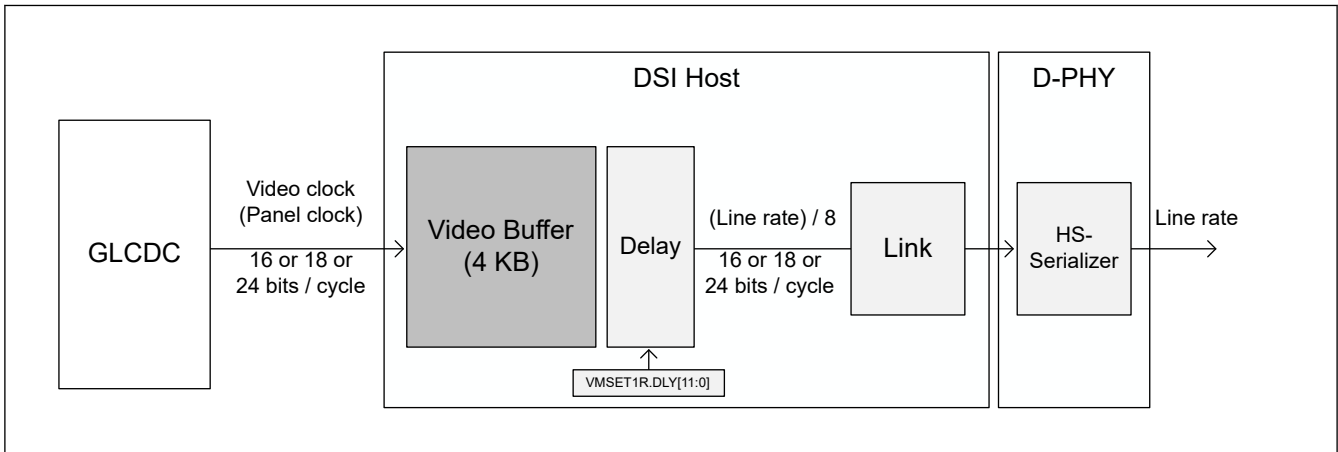 DSI Host
D-PHY
GLCDC
Video clock
(Panel clock)
16 or 18 or
24 bits / cycle
Video Buffer
(4 KB)
Delay
(Line rate) / 8
16 or 18 or
24 bits / cycle
Link
HS-
Serializer
Line rate
VMSET1R.DLY[11:0]